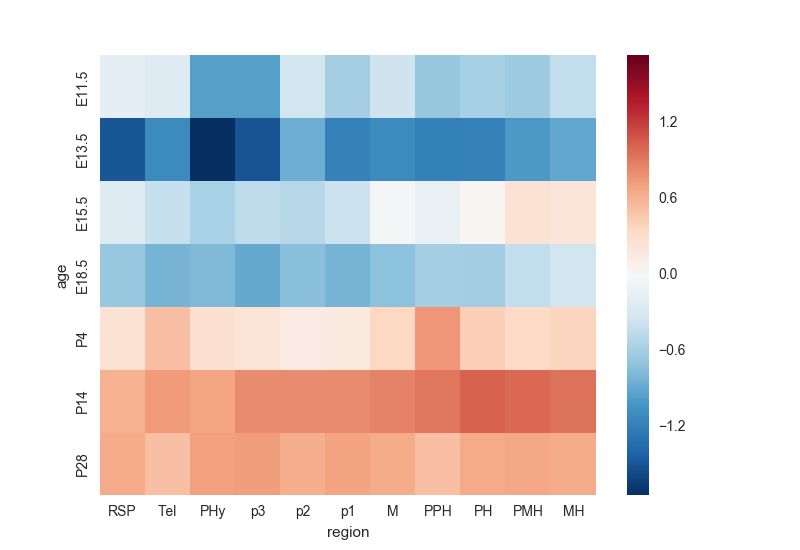 E11.5
E13.5
E15.5
E18.5
P4
P14
P28
age
RSP Tel PHy p3 p2 p1 M PPH PH PMH MH
region
1.2
0.6
0.0
−0.6
−1.2